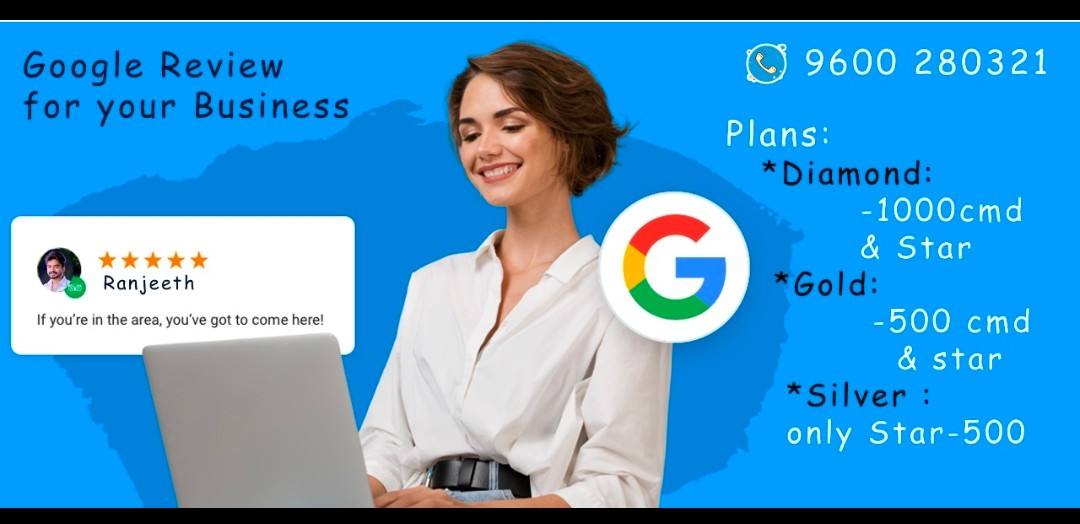 Google Review
for your Business
9600 280321
Plans:
*Diamond:
-1000cmd
& Star
*Gold:
-500 cmd
& star
*Silver :
only Star-500
Ranjeeth
If you're in the area, you've got to come here!
G